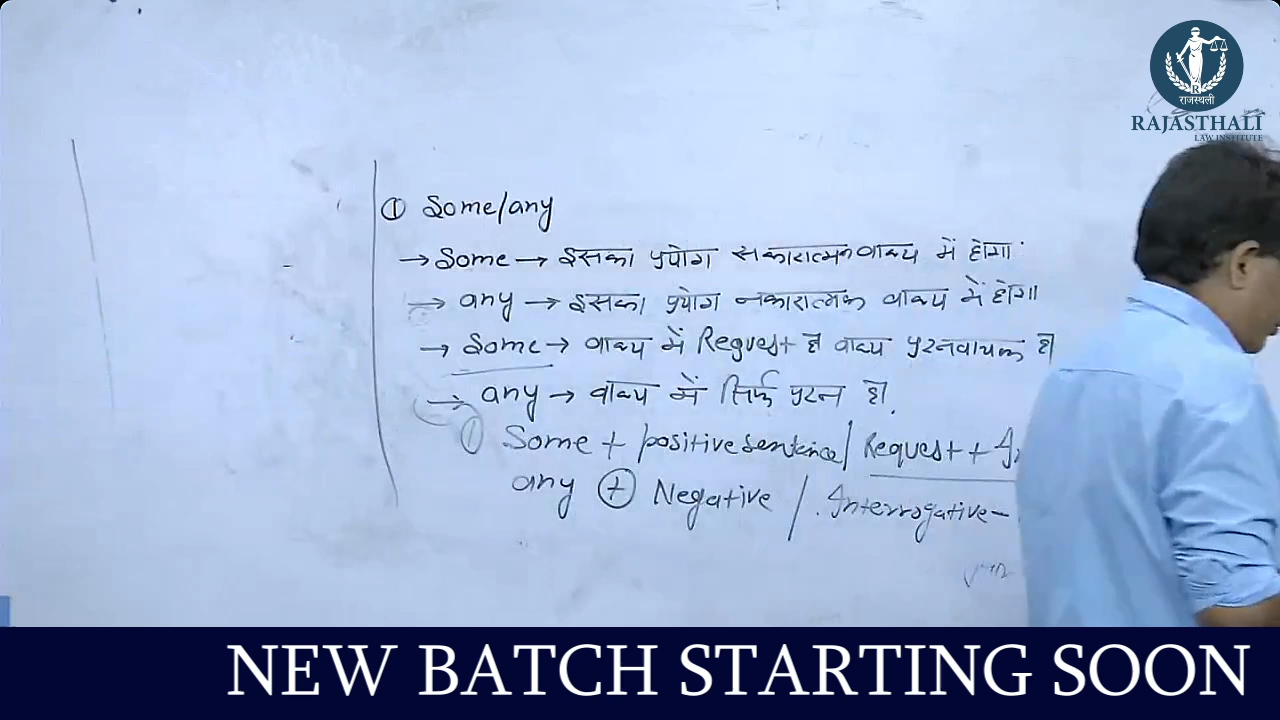 राजस्थली
RAJASTHALI
LAW INSTITUTE
① Some/any
→ Some → इसका प्रयोग सकारात्मक वाक्य में होगा
→ any → इसका प्रयोग नकारात्मक वाक्य में होगा
→ Some → वाक्य में Request हो वाक्य प्रश्नवाचक हो
→ any → वाक्य में सिर्फ प्रश्न हो.
① Some + positive sentence / Request +
any ⊕ Negative / Interrogative -
NEW BATCH STARTING SOON